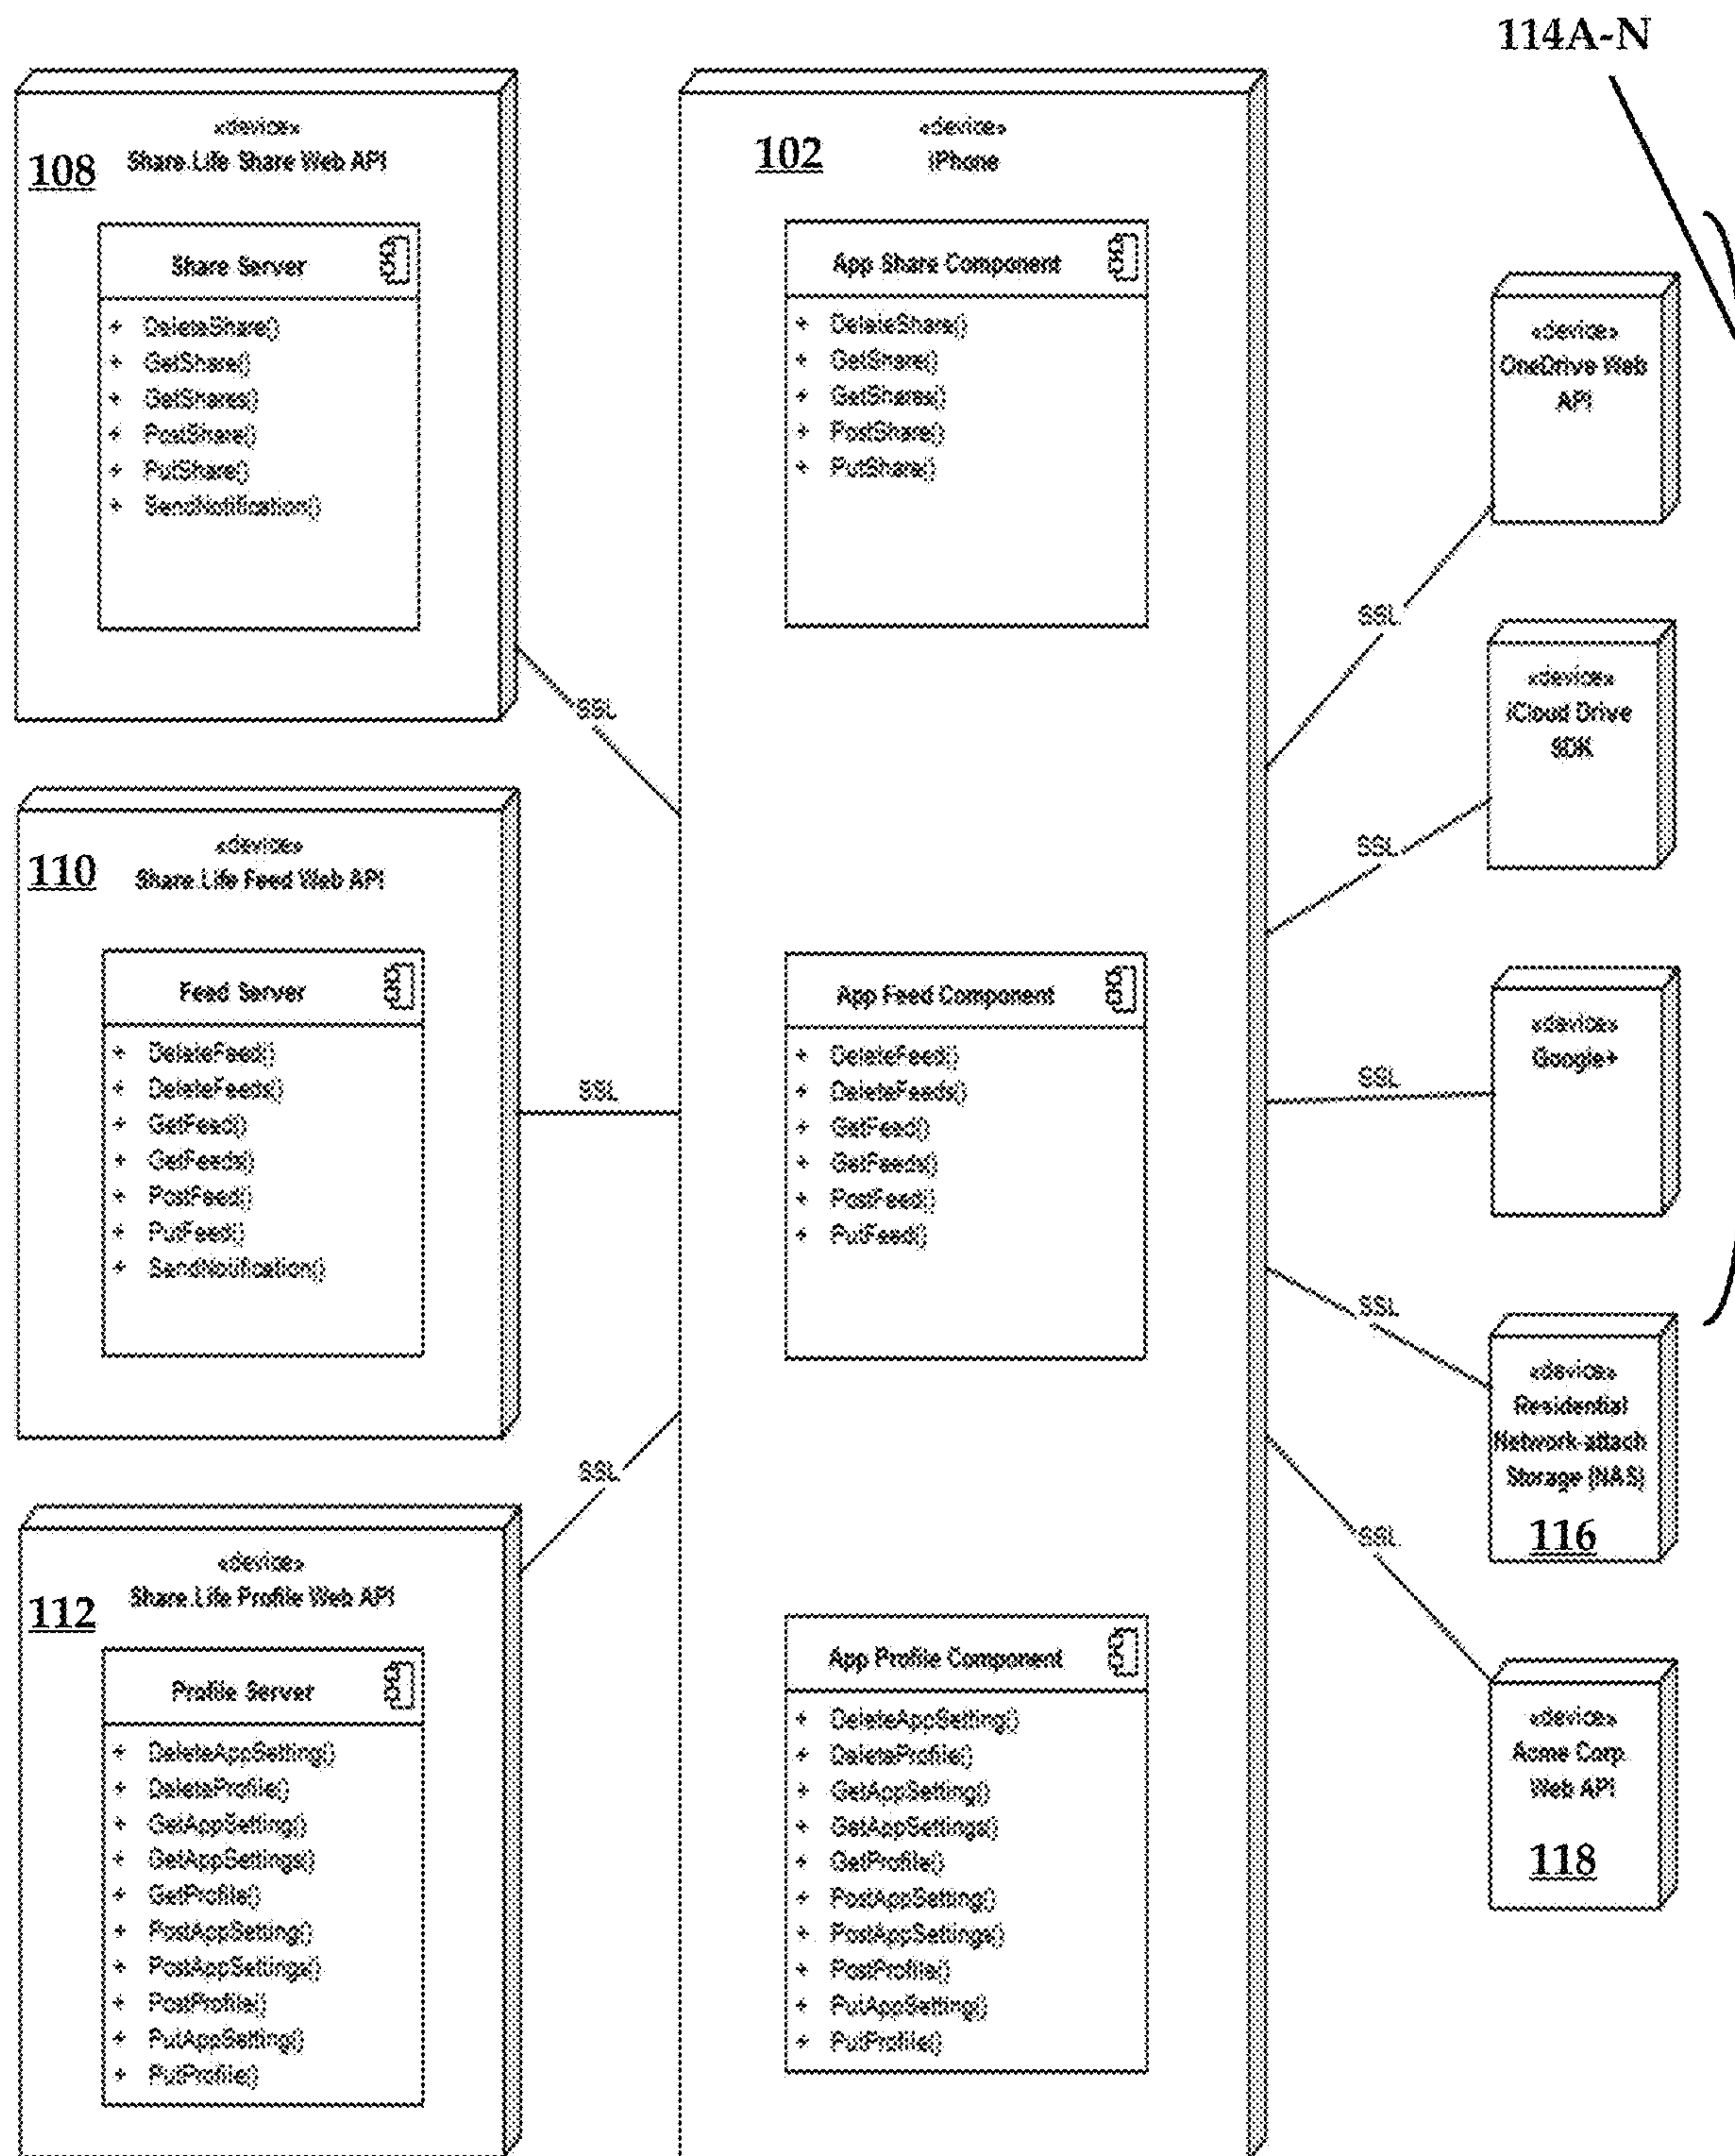 114A-N
«device»
Share.Life Share Web API
108
Share Server
+ DeleteShare()
+ GetShare()
+ GetShares()
+ PostShare()
+ PutShare()
+ SendNotification()
«device»
iPhone
102
App Share Component
+ DeleteShare()
+ GetShare()
+ GetShares()
+ PostShare()
+ PutShare()
«device»
OneDrive Web
API
SSL
SSL
«device»
iCloud Drive
SDK
SSL
«device»
Share.Life Feed Web API
110
Feed Server
+ DeleteFeed()
+ DeleteFeeds()
+ GetFeed()
+ GetFeeds()
+ PostFeed()
+ PutFeed()
+ SendNotification()
SSL
App Feed Component
+ DeleteFeed()
+ DeleteFeeds()
+ GetFeed()
+ GetFeeds()
+ PostFeed()
+ PutFeed()
SSL
«device»
Google+
SSL
«device»
Residential
Network-attach
Storage (NAS)
116
SSL
SSL
«device»
Share.Life Profile Web API
112
Profile Server
+ DeleteAppSetting()
+ DeleteProfile()
+ GetAppSetting()
+ GetAppSettings()
+ GetProfile()
+ PostAppSetting()
+ PostAppSettings()
+ PostProfile()
+ PutAppSetting()
+ PutProfile()
App Profile Component
+ DeleteAppSetting()
+ DeleteProfile()
+ GetAppSetting()
+ GetAppSettings()
+ GetProfile()
+ PostAppSetting()
+ PostAppSettings()
+ PostProfile()
+ PutAppSetting()
+ PutProfile()
«device»
Acme Corp.
Web API
118